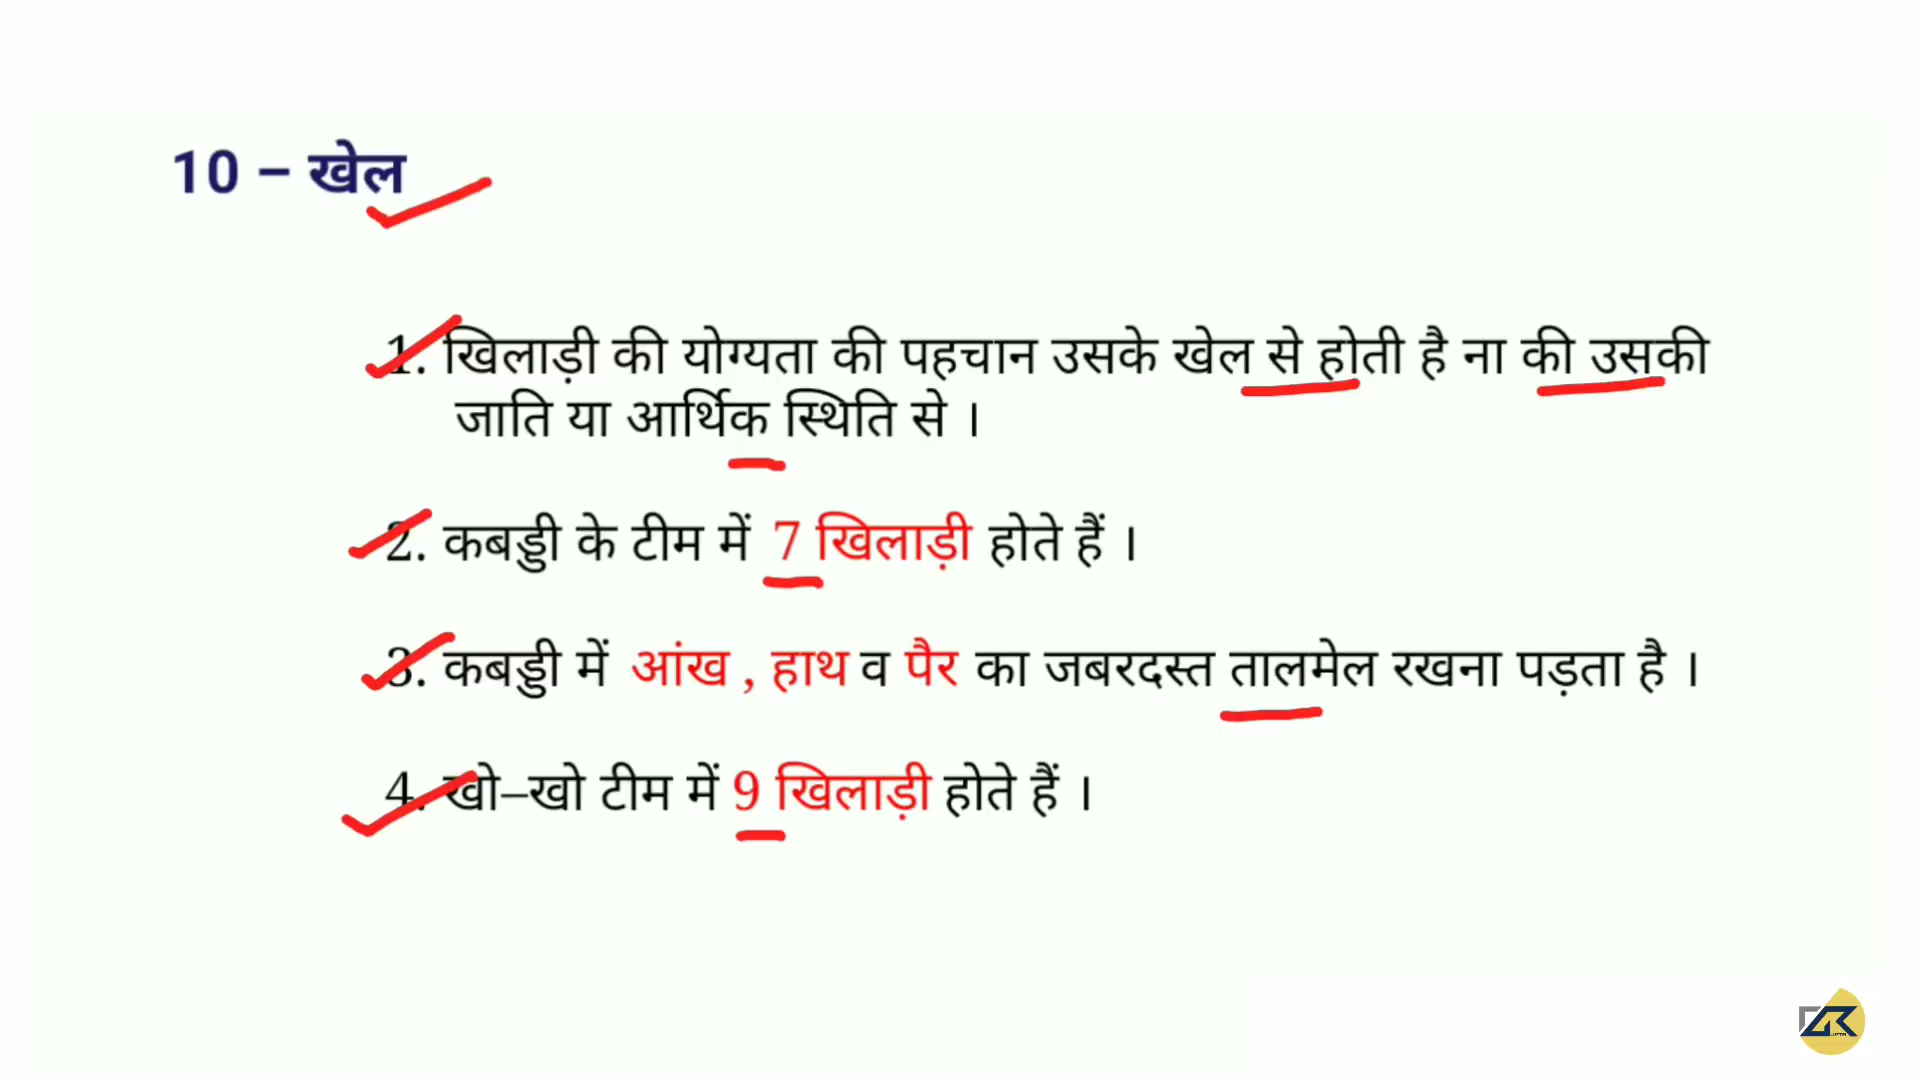 10 – खेल
1. खिलाड़ी की योग्यता की पहचान उसके खेल से होती है ना की उसकी
जाति या आर्थिक स्थिति से ।
2. कबड्डी के टीम में 7 खिलाड़ी होते हैं ।
3. कबड्डी में आंख , हाथ व पैर का जबरदस्त तालमेल रखना पड़ता है ।
4. खो–खो टीम में 9 खिलाड़ी होते हैं ।